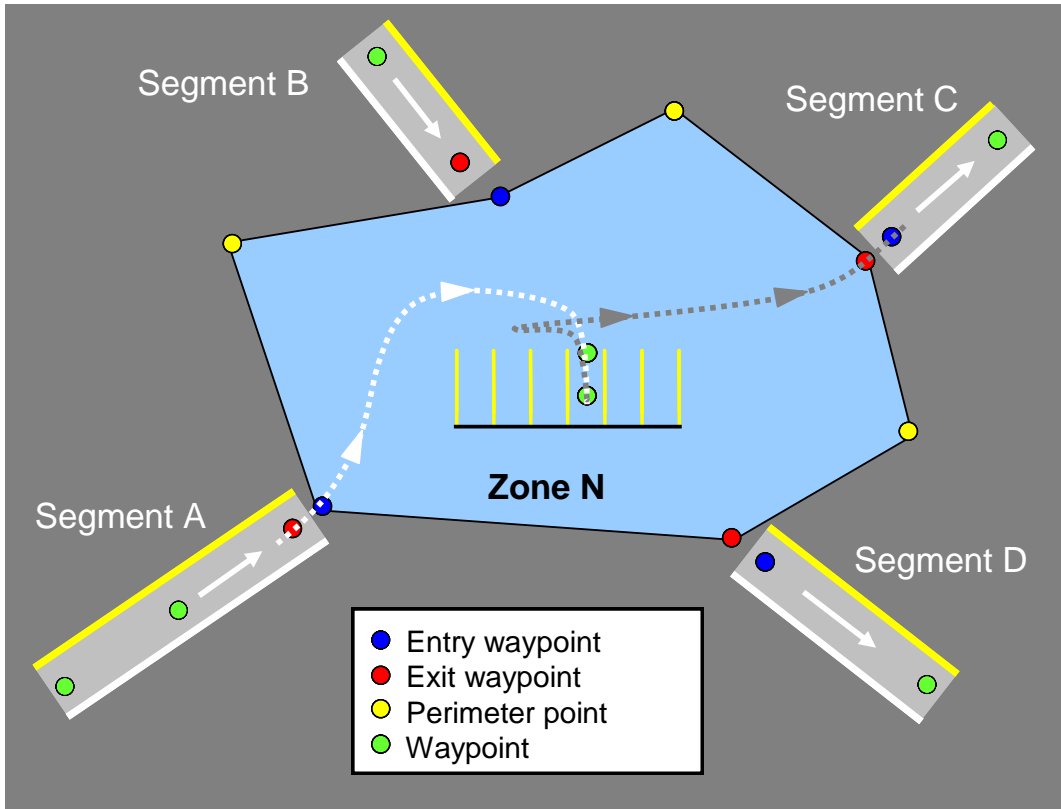 Segment B
Segment C
Zone N
Segment A
Segment D
Entry waypoint
Exit waypoint
Perimeter point
Waypoint